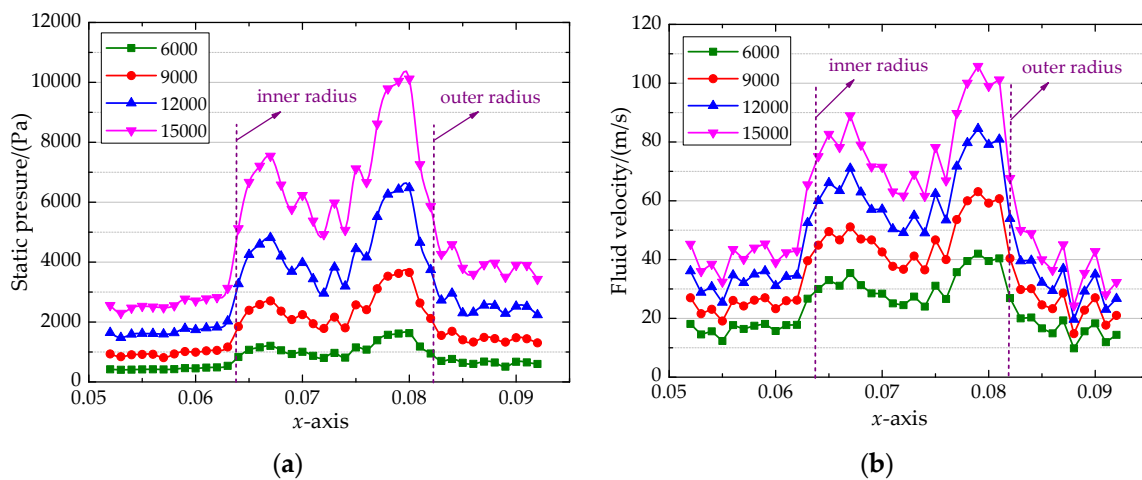 12000
10000
8000
6000
4000
2000
0
Static pressure/(Pa)
6000
9000
12000
15000
inner radius
outer radius
0.05 0.06 0.07 0.08 0.09
x-axis
(a)
120
100
80
60
40
20
0
Fluid velocity/(m/s)
6000
9000
12000
15000
inner radius
outer radius
0.05 0.06 0.07 0.08 0.09
x-axis
(b)